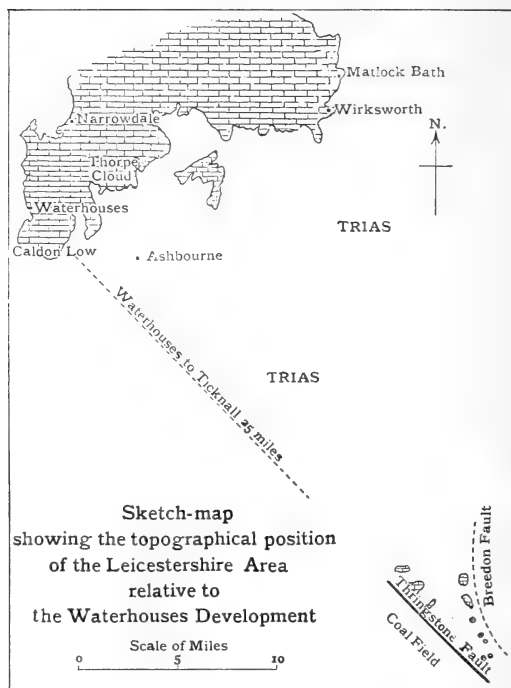 Matlock Bath
Wirksworth
N.
Narrowdale
Thorpe
Cloud
TRIAS
Waterhouses
Caldon Low
Ashbourne
Waterhouses to Ticknall 25 miles
TRIAS
Sketch-map
showing the topographical position
of the Leicestershire Area
relative to
the Waterhouses Development
Scale of Miles
0 5 10
Breedon Fault
Thringstone Fault
Coal Field